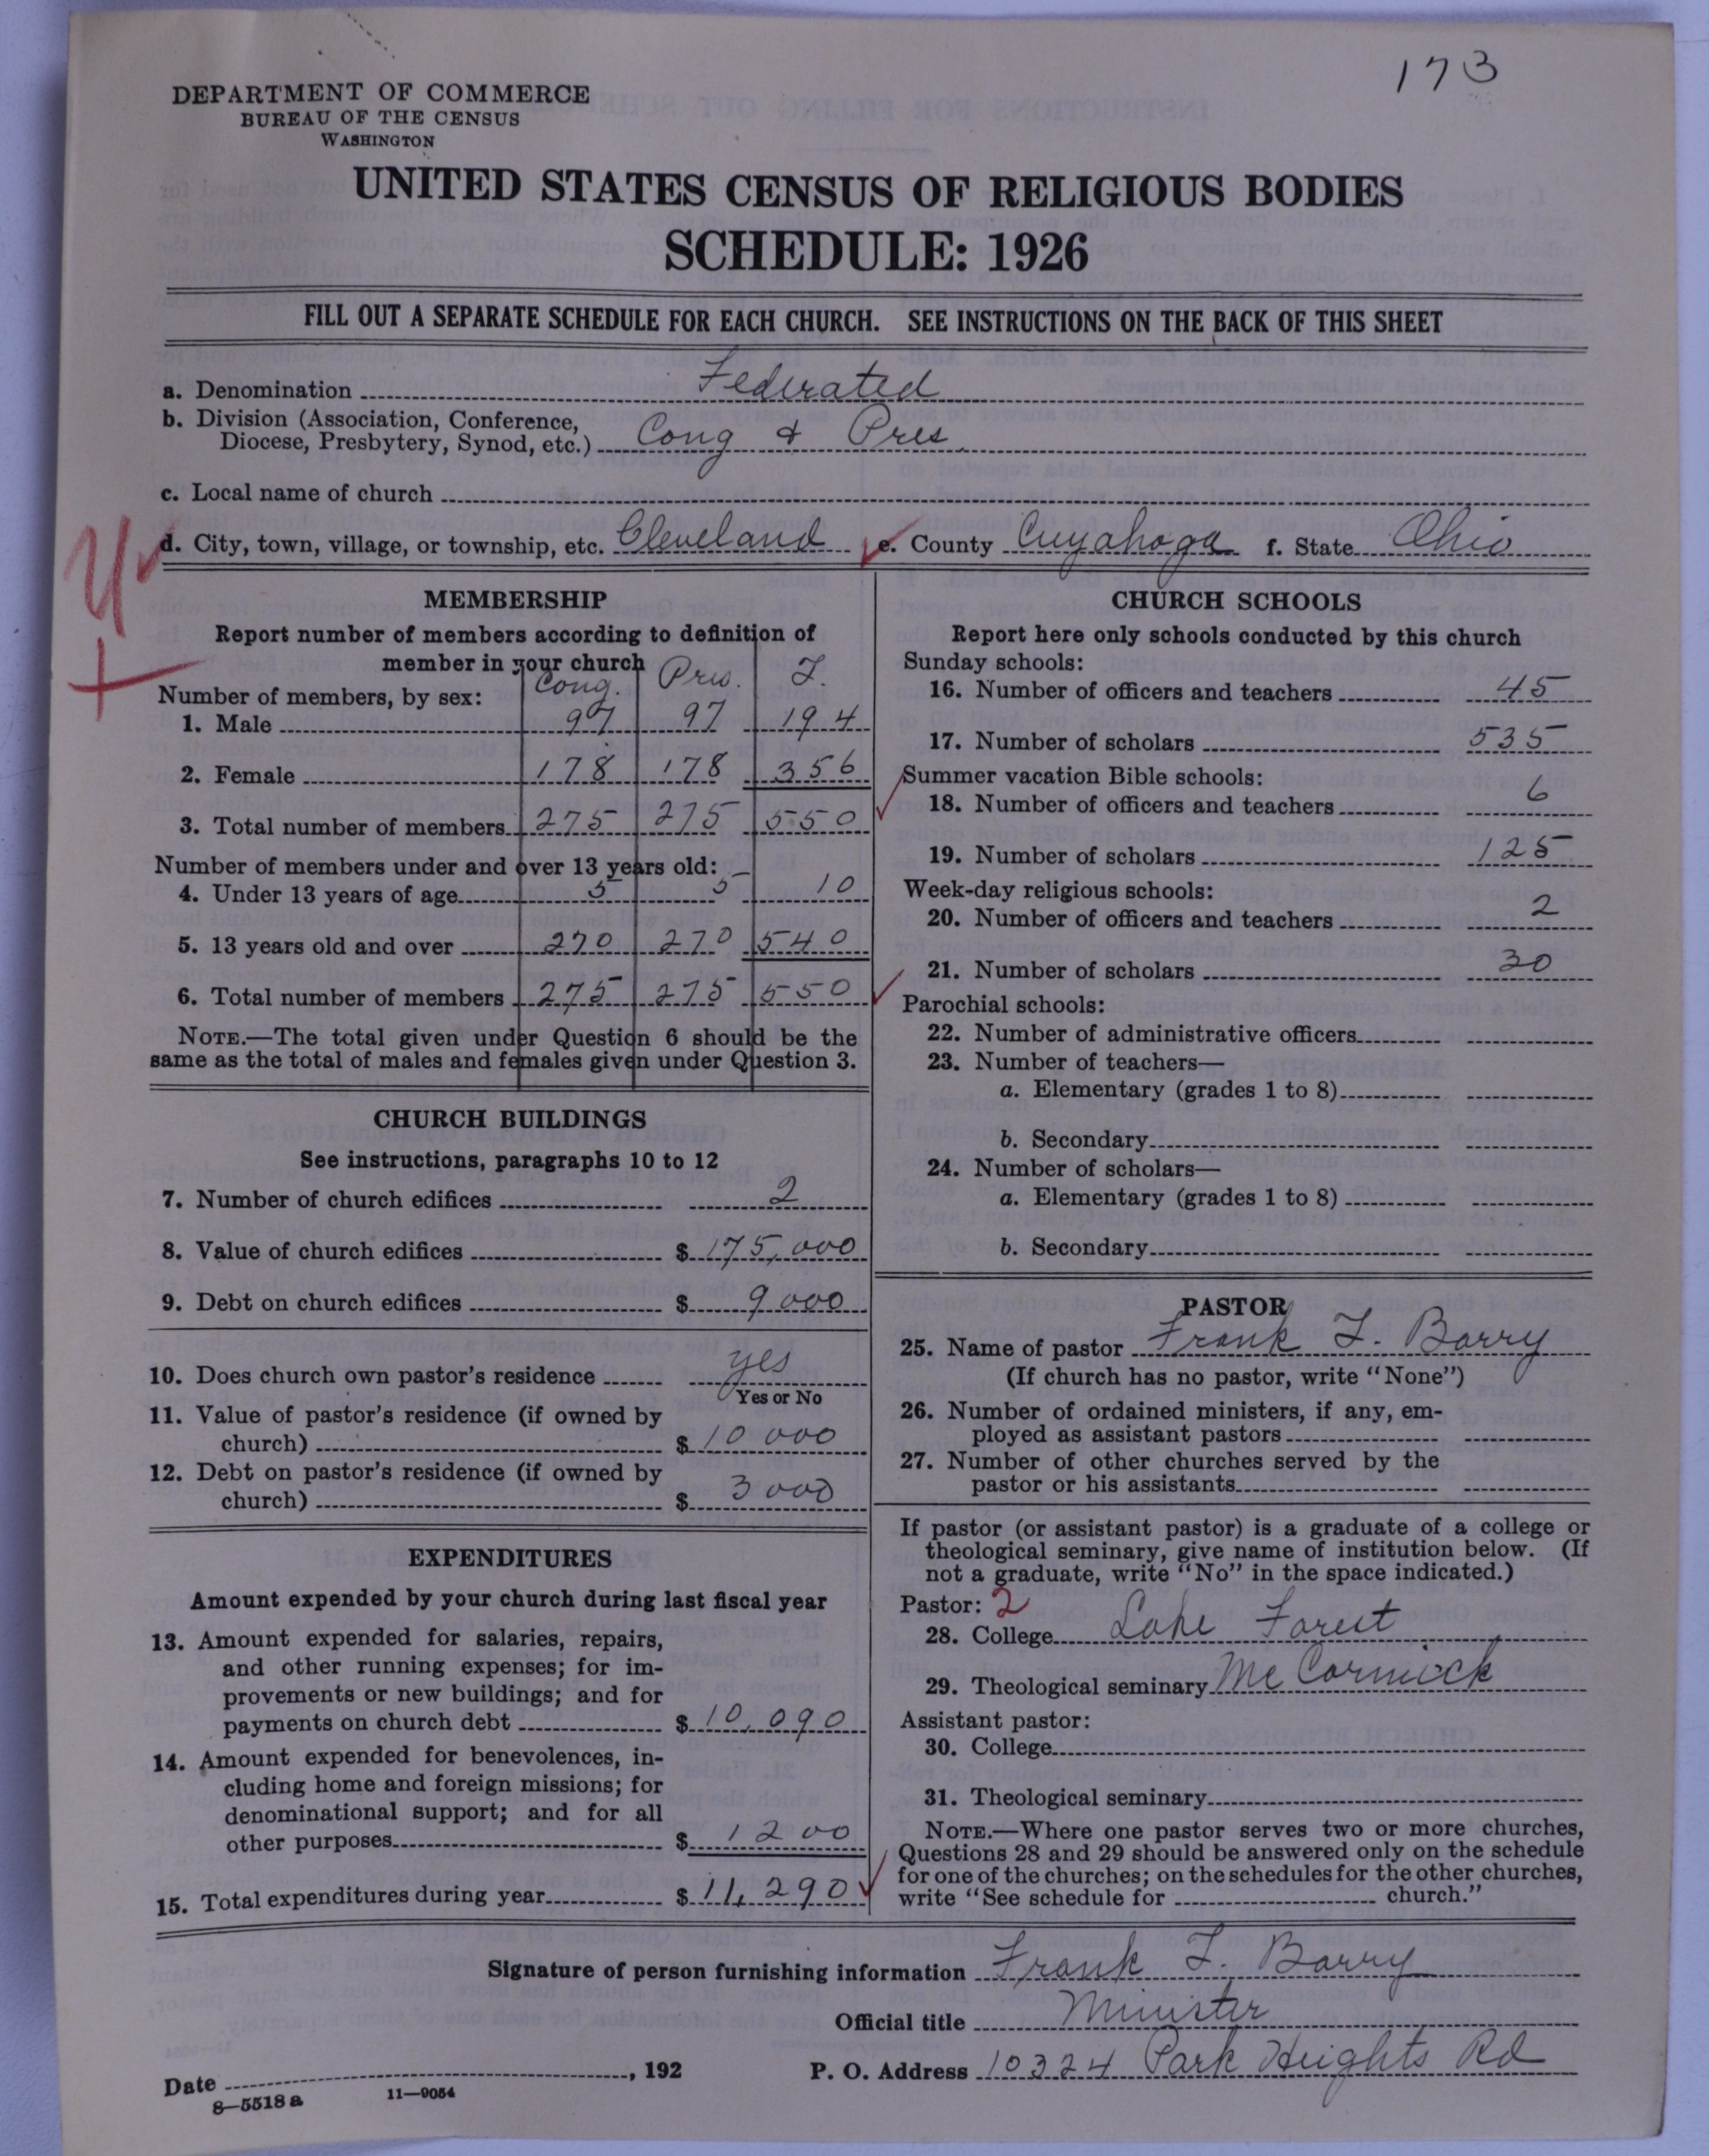 173
DEPARTMENT OF COMMERCE
BUREAU OF THE CENSUS
WASHINGTON
UNITED STATES CENSUS OF RELIGIOUS BODIES
SCHEDULE: 1926
FILL OUT A SEPARATE SCHEDULE FOR EACH CHURCH. SEE INSTRUCTIONS ON THE BACK OF THIS SHEET
a. Denomination Federated
b. Division (Association, Conference,
Diocese, Presbytery, Synod, etc.) Cong & Pres
c. Local name of church
d. City, town, village, or township, etc. Cleveland e. County Cuyahoga f. State Ohio
MEMBERSHIP
Report number of members according to definition of
member in your church
Cong. Pres. T.
Number of members, by sex:
1. Male 97 97 194
2. Female 178 178 356
3. Total number of members 275 275 550
Number of members under and over 13 years old:
4. Under 13 years of age 5 5 10
5. 13 years old and over 270 270 540
6. Total number of members 275 275 550
NOTE.—The total given under Question 6 should be the
same as the total of males and females given under Question 3.
CHURCH BUILDINGS
See instructions, paragraphs 10 to 12
7. Number of church edifices 2
8. Value of church edifices $ 175,000
9. Debt on church edifices $ 9000
10. Does church own pastor's residence yes
Yes or No
11. Value of pastor's residence (if owned by
church) $ 10 000
12. Debt on pastor's residence (if owned by
church) $ 3000
EXPENDITURES
Amount expended by your church during last fiscal year
13. Amount expended for salaries, repairs,
and other running expenses; for im-
provements or new buildings; and for
payments on church debt $ 10,090
14. Amount expended for benevolences, in-
cluding home and foreign missions; for
denominational support; and for all
other purposes $ 1200
15. Total expenditures during year $ 11,290
CHURCH SCHOOLS
Report here only schools conducted by this church
Sunday schools:
16. Number of officers and teachers 45
17. Number of scholars 535
Summer vacation Bible schools:
18. Number of officers and teachers 6
19. Number of scholars 125
Week-day religious schools:
20. Number of officers and teachers 2
21. Number of scholars 30
Parochial schools:
22. Number of administrative officers
23. Number of teachers—
a. Elementary (grades 1 to 8)
b. Secondary
24. Number of scholars—
a. Elementary (grades 1 to 8)
b. Secondary
PASTOR
25. Name of pastor Frank T. Barry
(If church has no pastor, write "None")
26. Number of ordained ministers, if any, em-
ployed as assistant pastors
27. Number of other churches served by the
pastor or his assistants
If pastor (or assistant pastor) is a graduate of a college or
theological seminary, give name of institution below. (If
not a graduate, write "No" in the space indicated.)
Pastor: 2
28. College Lake Forest
29. Theological seminary McCormick
Assistant pastor:
30. College
31. Theological seminary
NOTE.—Where one pastor serves two or more churches,
Questions 28 and 29 should be answered only on the schedule
for one of the churches; on the schedules for the other churches,
write "See schedule for church."
Signature of person furnishing information Frank T. Barry
Official title Minister
Date , 192 P. O. Address 10324 Park Heights Rd
8—5518 a 11—9054